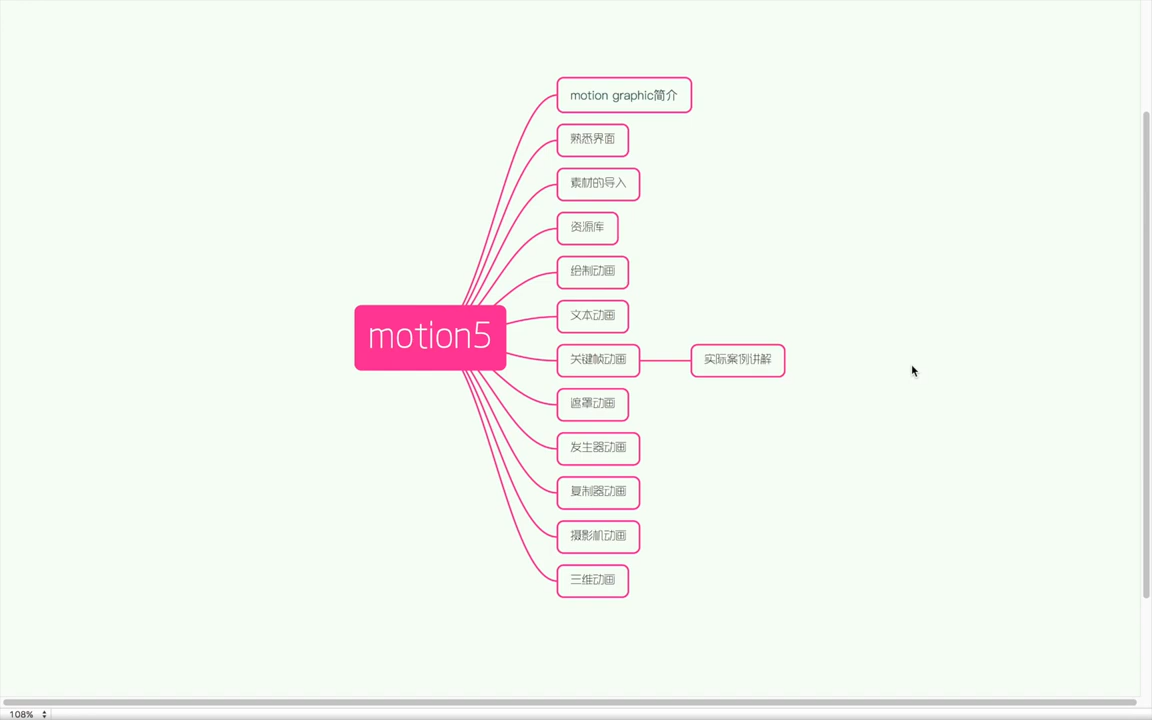 motion graphic简介
熟悉界面
素材的导入
资源库
绘制动画
motion5
文本动画
关键帧动画
实际案例讲解
遮罩动画
发生器动画
复制器动画
摄影机动画
三维动画
108%